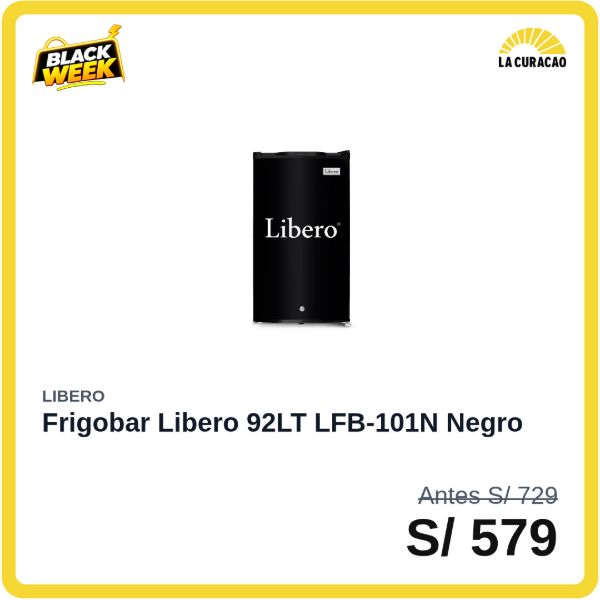 BLACK
WEEK
LA CURACAO
Libero
Libero®
LIBERO
Frigobar Libero 92LT LFB-101N Negro
Antes S/ 729
S/ 579